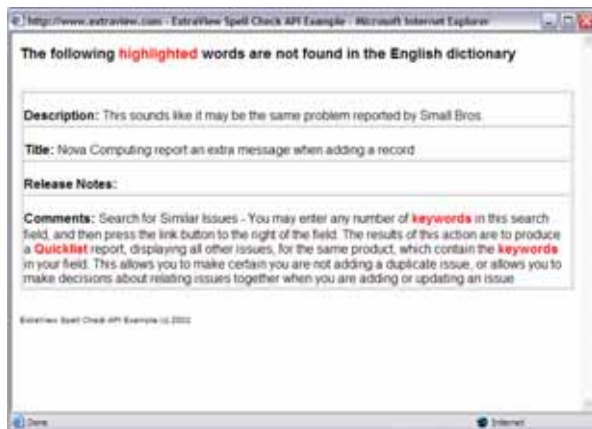 http://www.extraview.com - ExtraView Spell Check API Example - Microsoft Internet Explorer
The following highlighted words are not found in the English dictionary
Description: This sounds like it may be the same problem reported by Small Bros.
Title: Nova Computing report an extra message when adding a record
Release Notes:
Comments: Search for Similar Issues - You may enter any number of keywords in this search
field, and then press the link button to the right of the field. The results of this action are to produce
a Quicklist report, displaying all other issues, for the same product, which contain the keywords
in your field. This allows you to make certain you are not adding a duplicate issue, or allows you to
make decisions about relating issues together when you are adding or updating an issue
ExtraView Spell Check API Example (c) 2002
Done
Internet